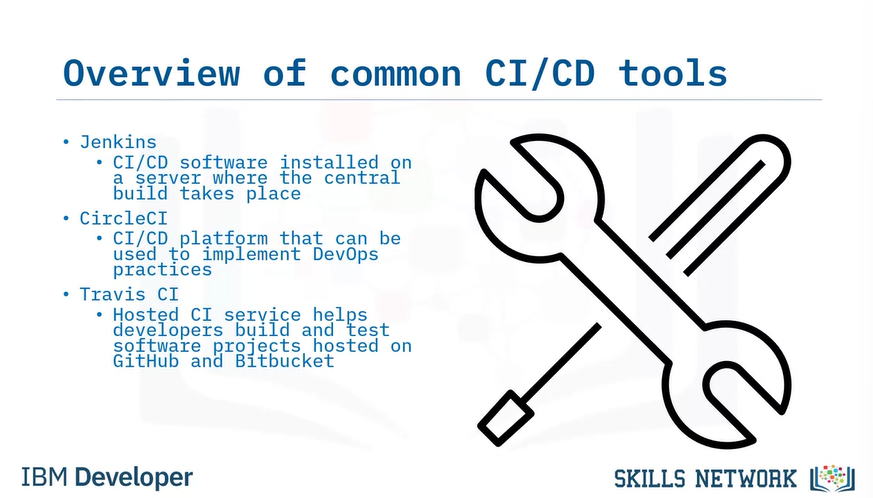 Overview of common CI/CD tools
• Jenkins
• CI/CD software installed on
a server where the central
build takes place
• CircleCI
• CI/CD platform that can be
used to implement DevOps
practices
• Travis CI
• Hosted CI service helps
developers build and test
software projects hosted on
GitHub and Bitbucket
IBM Developer
SKILLS NETWORK